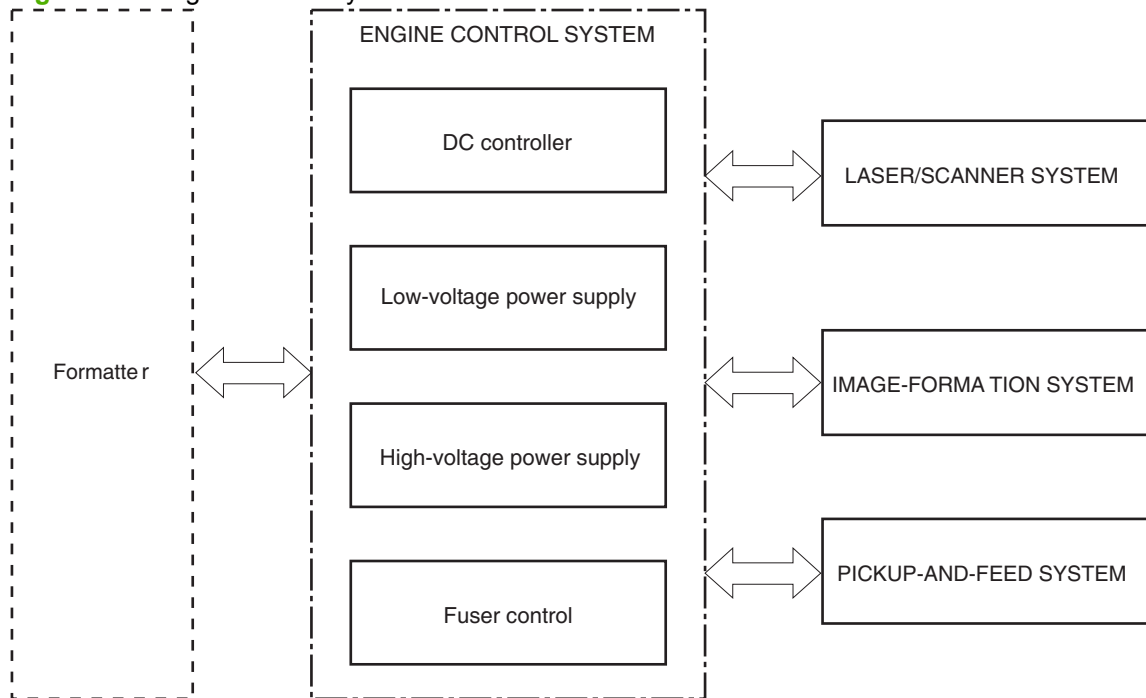 ENGINE CONTROL SYSTEM
DC controller
Low-voltage power supply
High-voltage power supply
Fuser control
Formatte r
LASER/SCANNER SYSTEM
IMAGE-FORMA TION SYSTEM
PICKUP-AND-FEED SYSTEM